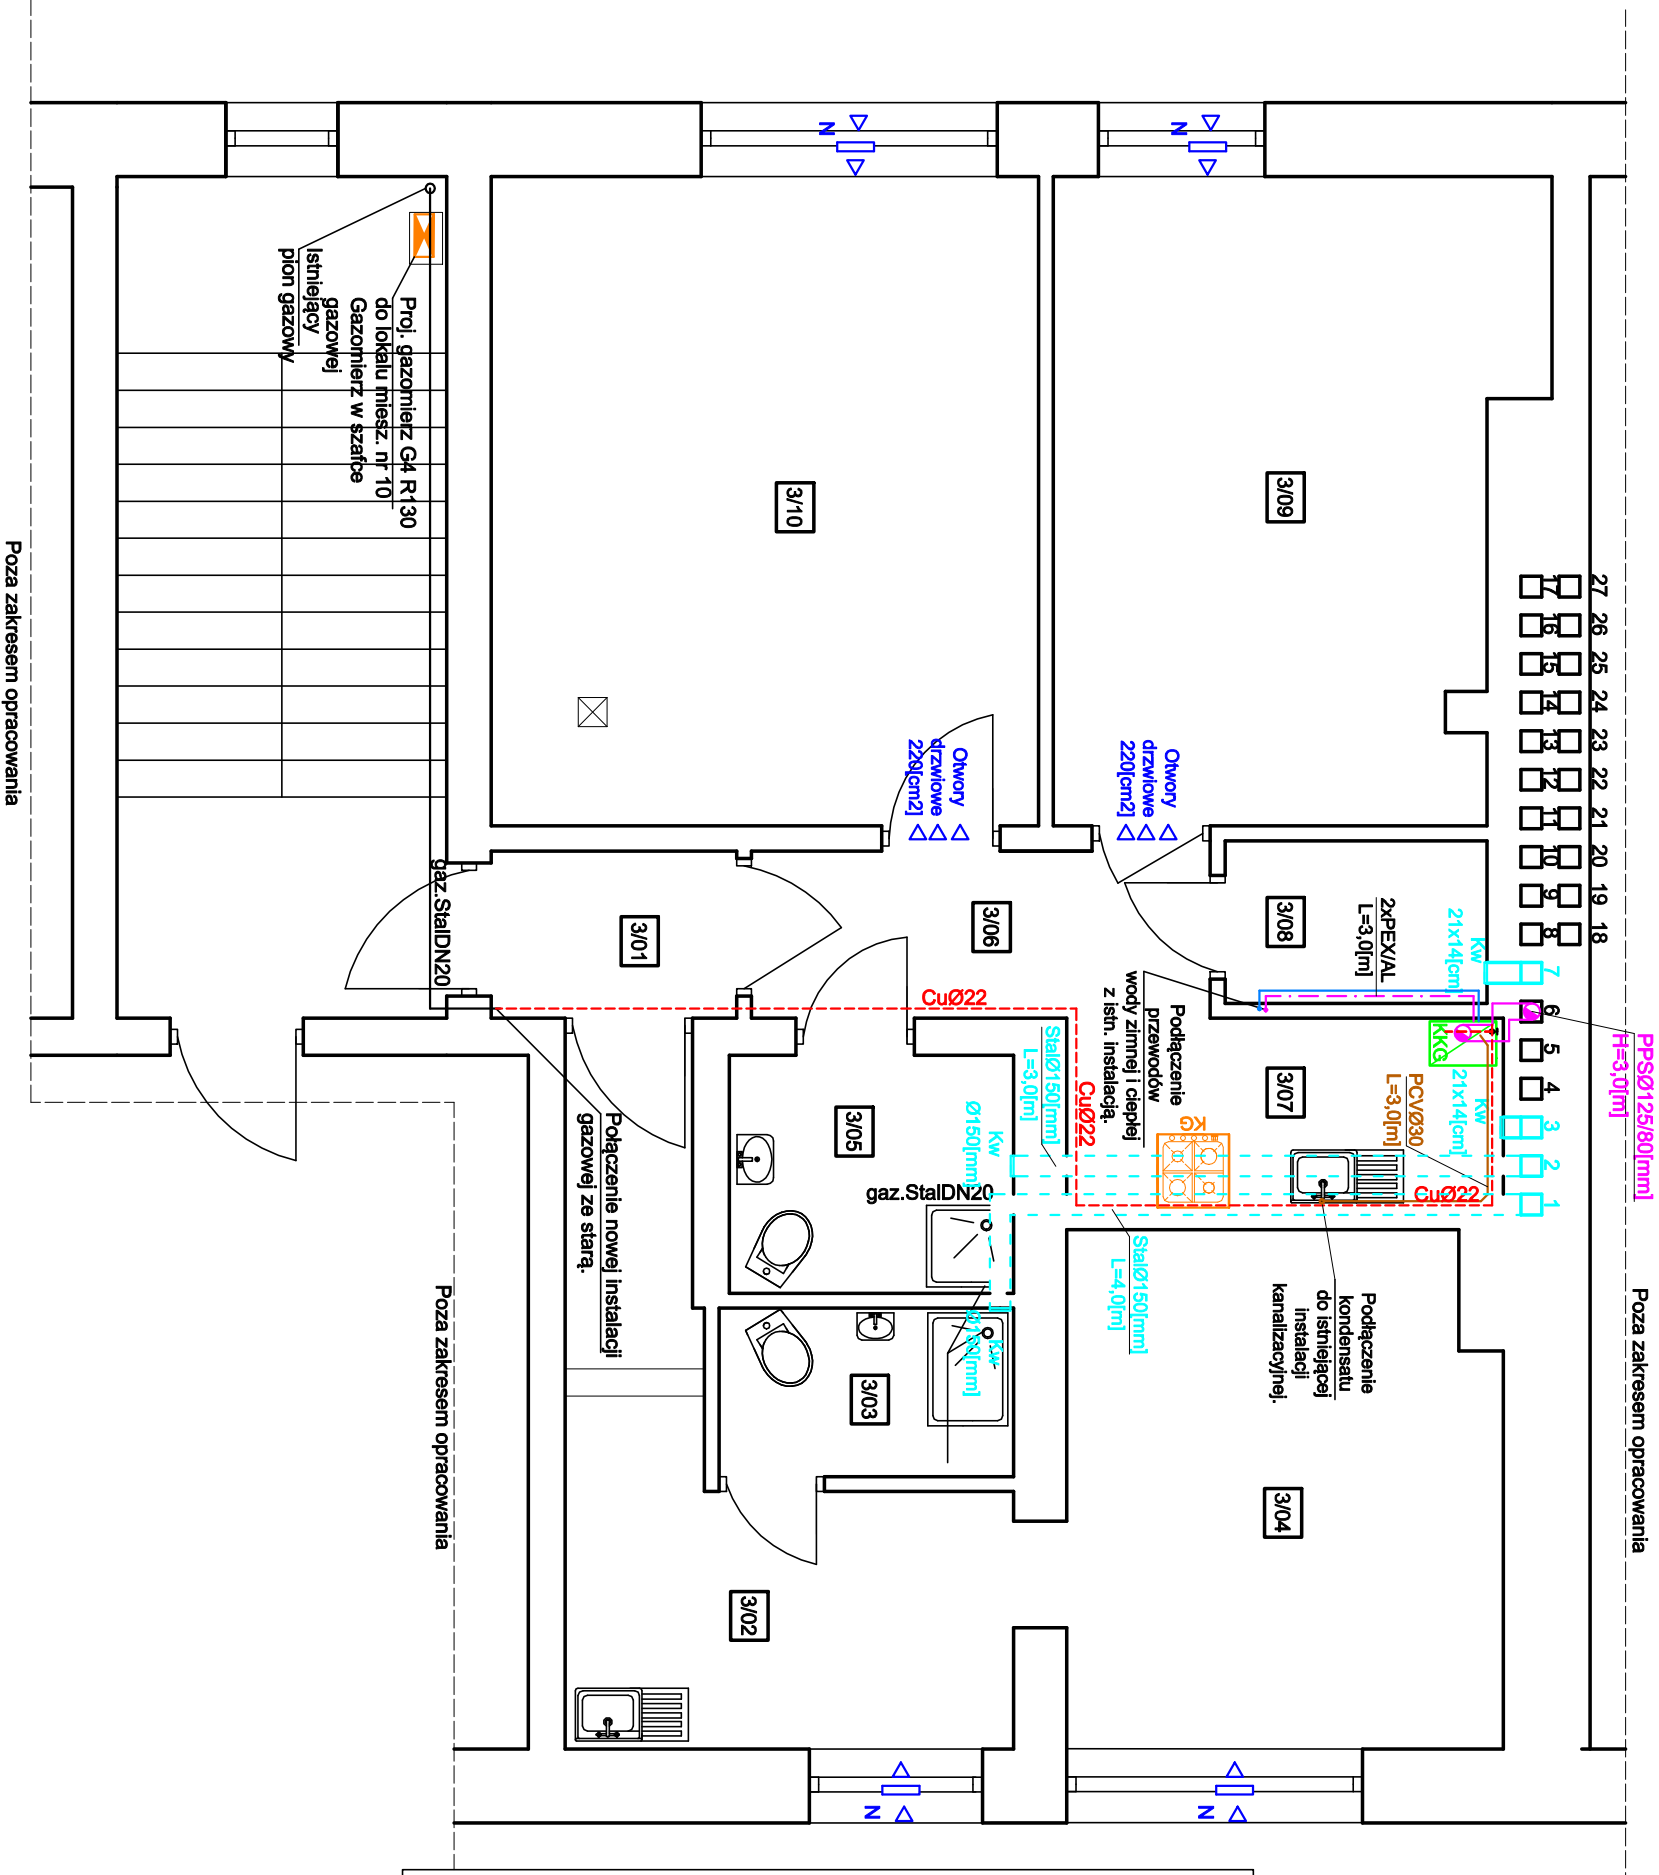 Poza zakresem opracowania
PPSØ125/80[mm]
H=3,0[m]
27
26
25
24
23
22
21
20
19
18
17
16
15
14
13
12
11
10
9
8
7
6
5
4
3
2
1
N
N
3/09
3/10
Otwory
drzwiowe
220[cm2]
Otwory
drzwiowe
220[cm2]
Kw
21x14[cm]
2xPEX/AL
L=3,0[m]
3/08
3/06
3/01
KKG
Kw
21x14[cm]
PCVØ30
L=3,0[m]
3/07
Podłączenie
przewodów
wody zimnej i ciepłej
z istn. instalacją.
CuØ22
CuØ22
CuØ22
KG
StalØ150[mm]
L=3,0[m]
Kw
Ø150[mm]
StalØ150[mm]
L=4,0[m]
Kw
Ø150[mm]
gaz.StalDN20
3/05
3/03
Podłączenie
kondensatu
do istniejącej
instalacji
kanalizacyjnej.
3/04
3/02
N
N
Proj. gazomierz G4 R130
do lokalu miesz. nr 10
Gazomierz w szafce
gazowej
Istniejący
pion gazowy
gaz.StalDN20
Połączenie nowej instalacji
gazowej ze starą.
Poza zakresem opracowania
Poza zakresem opracowania